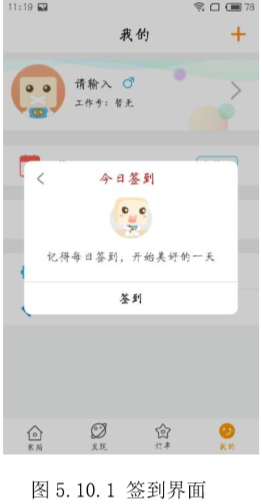 11:19
78
我的
请输入
工作号：暂无
今日签到
记得每日签到，开始美好的一天
签到
发现
订单
我的
图 5.10.1 签到界面